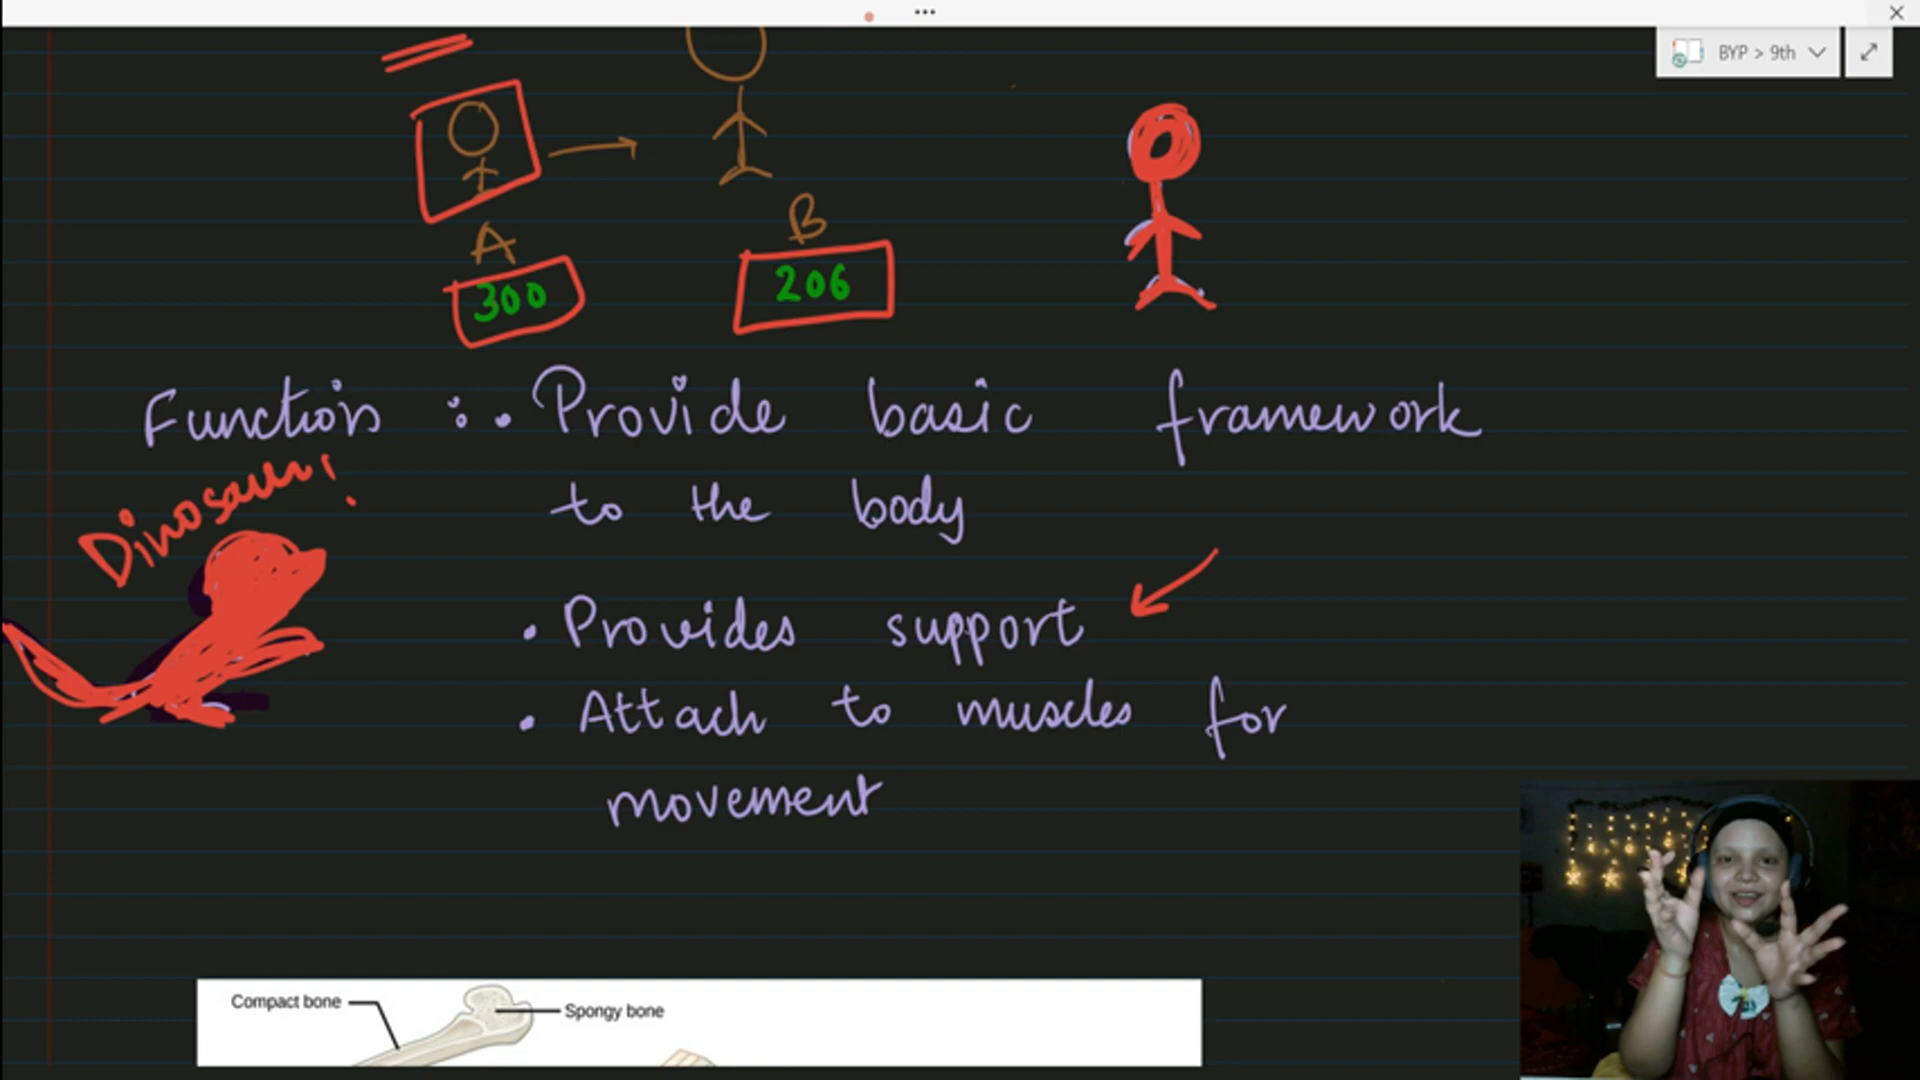 BYP > 9th
A
B
300
206
Function : • Provide basic framework
to the body
Dinosaur!
• Provides support
• Attach to muscles for
movement
Compact bone
Spongy bone